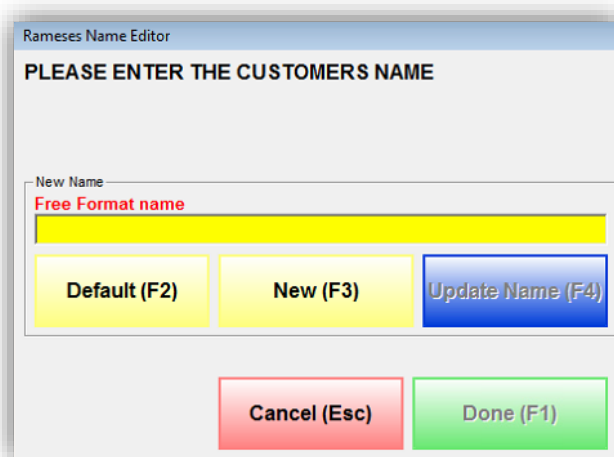 Rameses Name Editor
PLEASE ENTER THE CUSTOMERS NAME
New Name
Free Format name
Default (F2) New (F3) Update Name (F4)
Cancel (Esc) Done (F1)